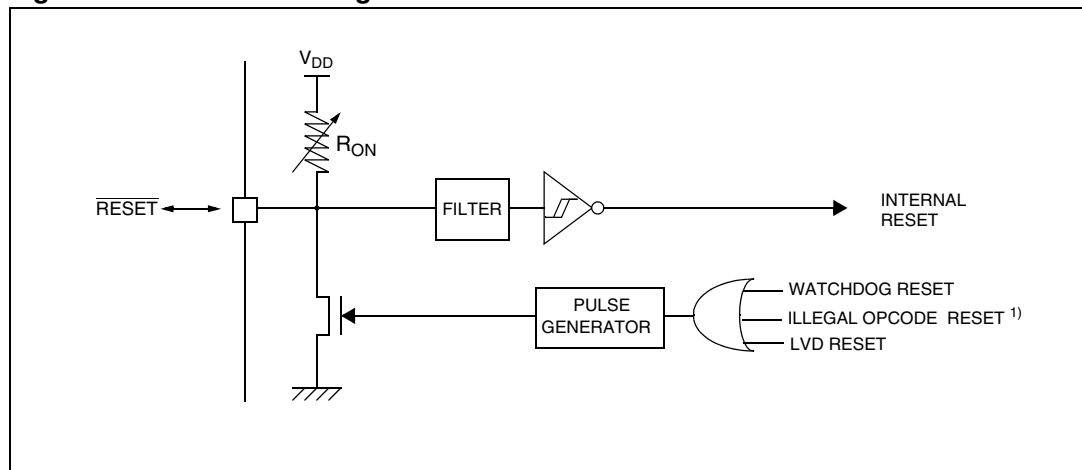 V_DD
R_ON
RESET
FILTER
INTERNAL
RESET
PULSE
GENERATOR
WATCHDOG RESET
ILLEGAL OPCODE RESET 1)
LVD RESET